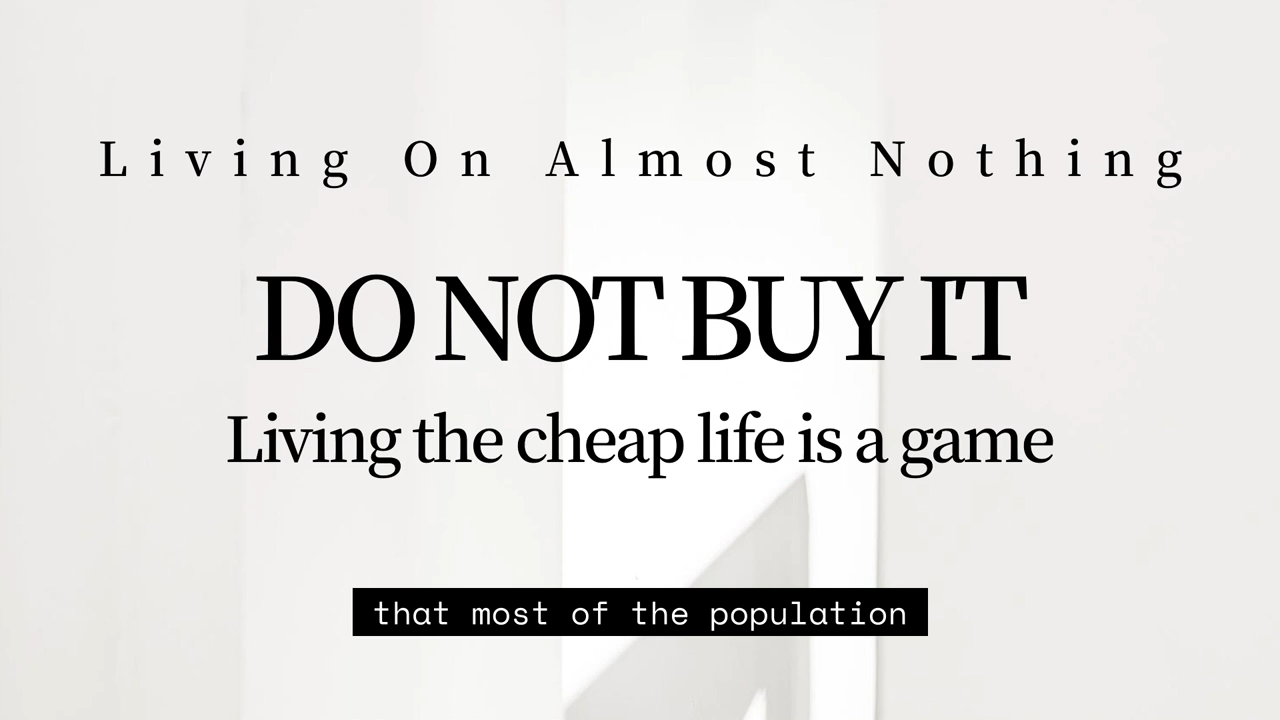 Living On Almost Nothing
DO NOT BUY IT
Living the cheap life is a game
that most of the population